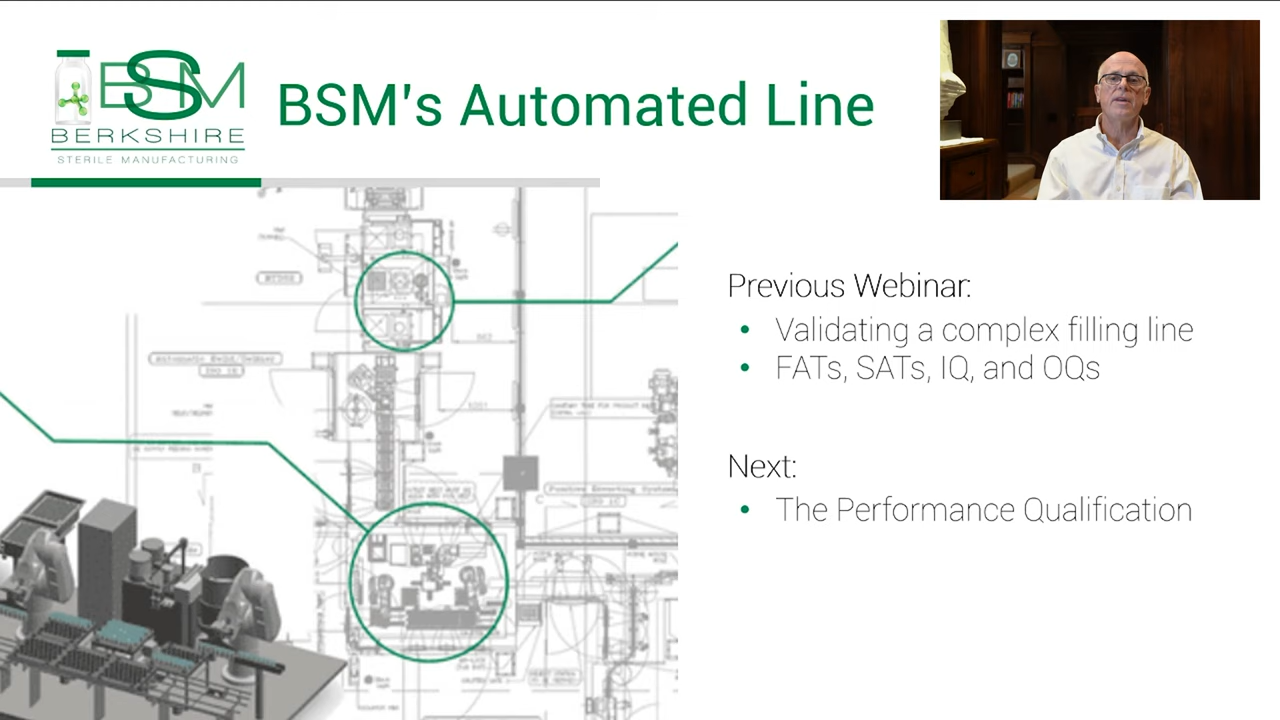 BSM
BERKSHIRE
STERILE MANUFACTURING
BSM's Automated Line
Previous Webinar:
• Validating a complex filling line
• FATs, SATs, IQ, and OQs
Next:
• The Performance Qualification